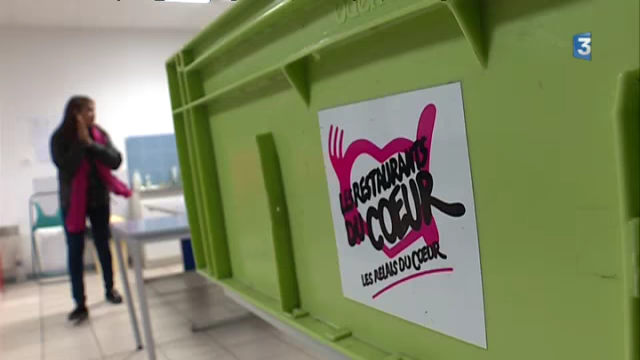 3
LES RESTAURANTS
DU COEUR
LES RELAIS DU COEUR